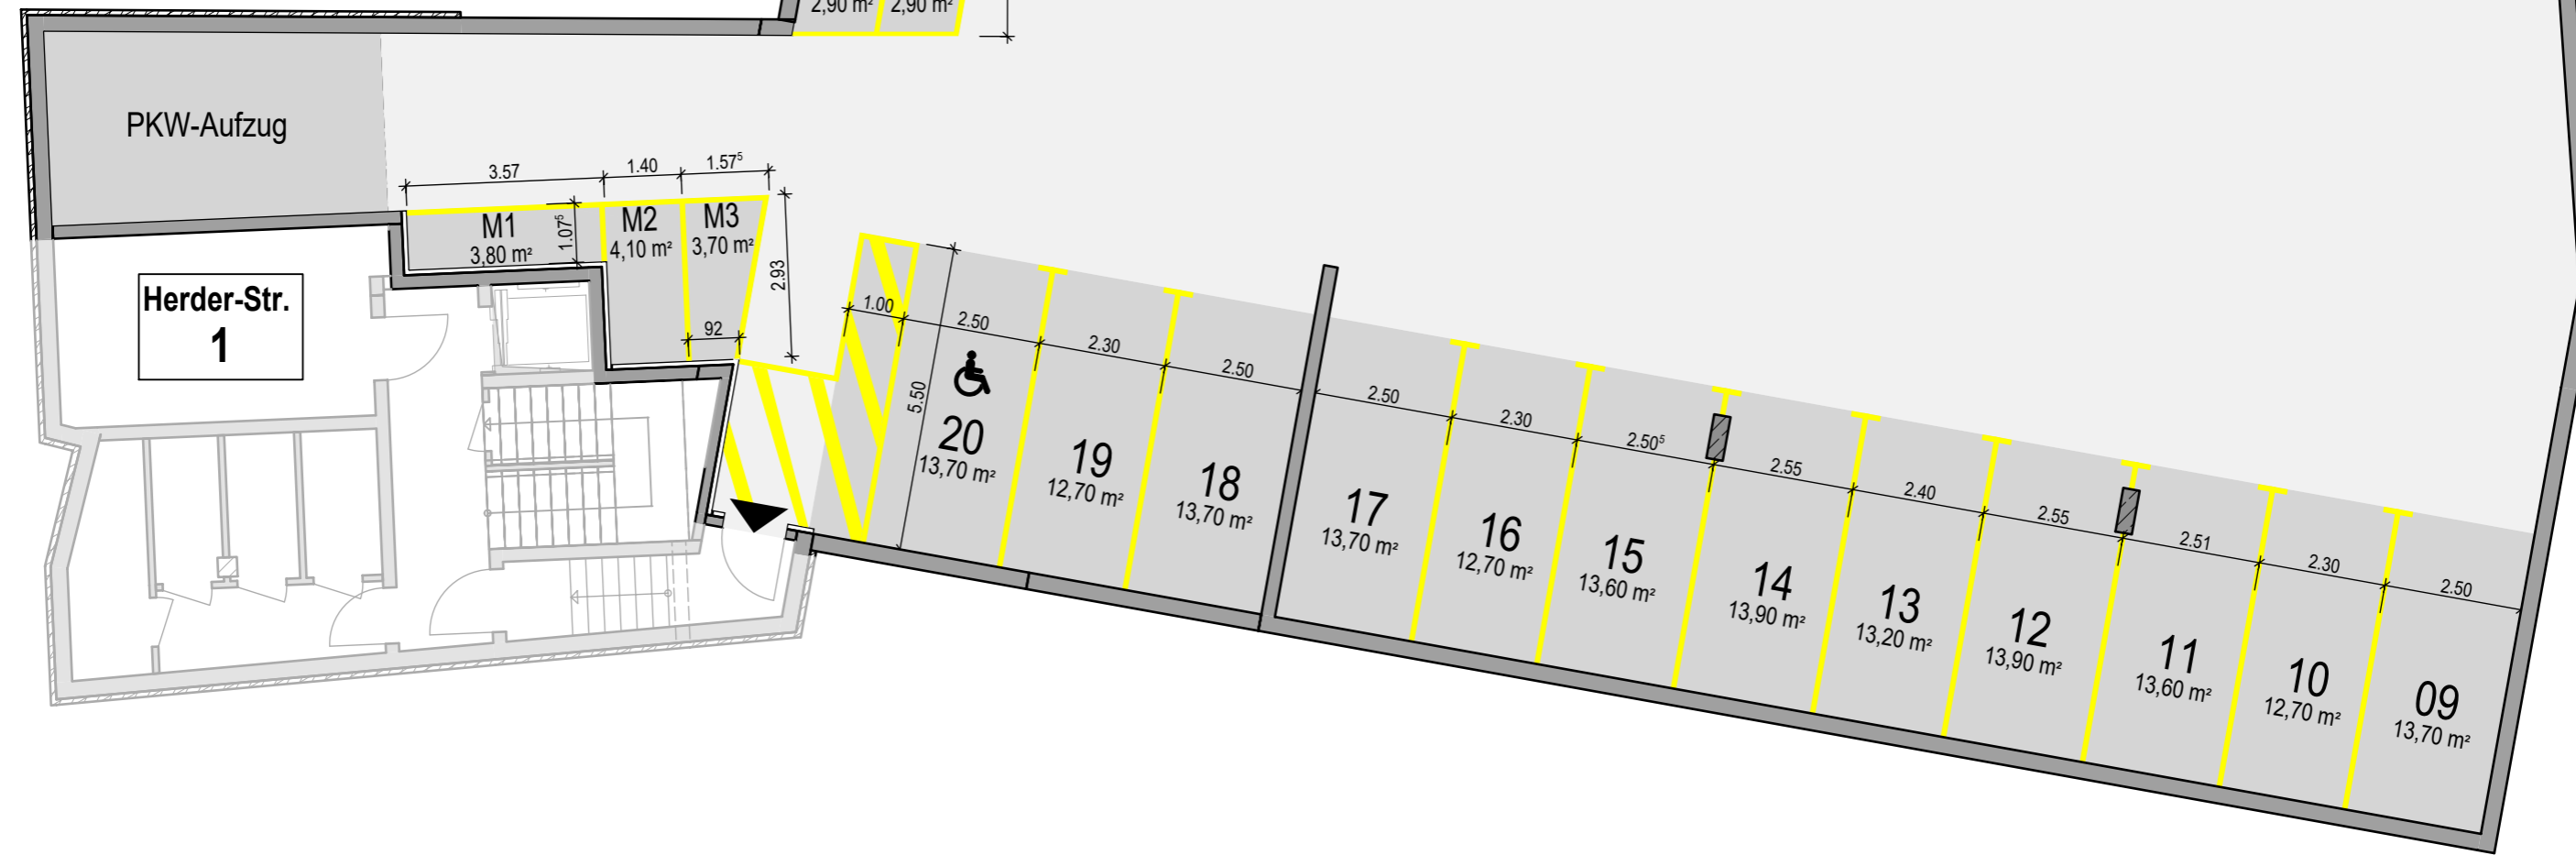 2,90 m² 2,90 m²
PKW-Aufzug
3.57 1.40 1.57⁵
M1
3,80 m²
1.07⁵
M2
4,10 m²
M3
3,70 m²
2.93
92
Herder-Str.
1
1.00
2.50
2.30
2.50
2.50
2.30
2.50⁵
2.55
2.40
2.55
2.51
2.30
2.50
5.50
20
13,70 m²
19
12,70 m²
18
13,70 m²
17
13,70 m²
16
12,70 m²
15
13,60 m²
14
13,90 m²
13
13,20 m²
12
13,90 m²
11
13,60 m²
10
12,70 m²
09
13,70 m²